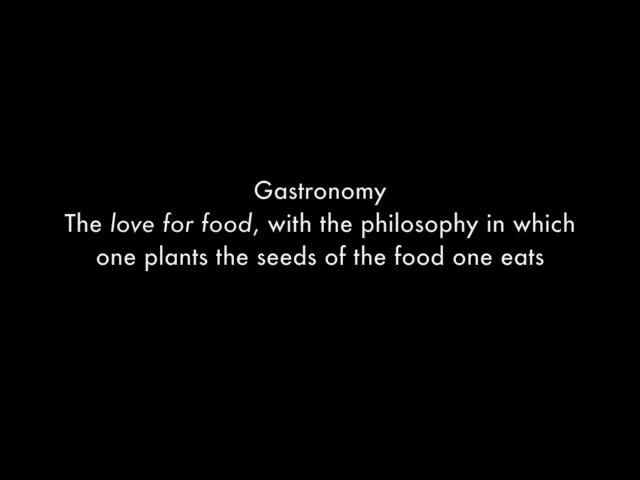 Gastronomy
The love for food, with the philosophy in which
one plants the seeds of the food one eats